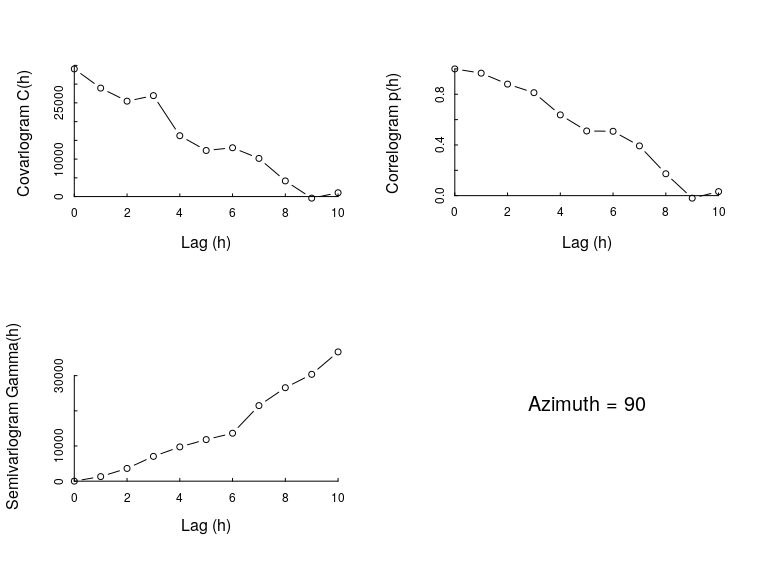 Covariogram C(h)
25000
10000
0
0 2 4 6 8 10
Lag (h)
Correlogram p(h)
0.8
0.4
0.0
0 2 4 6 8 10
Lag (h)
Semivariogram Gamma(h)
30000
10000
0
0 2 4 6 8 10
Lag (h)
Azimuth = 90